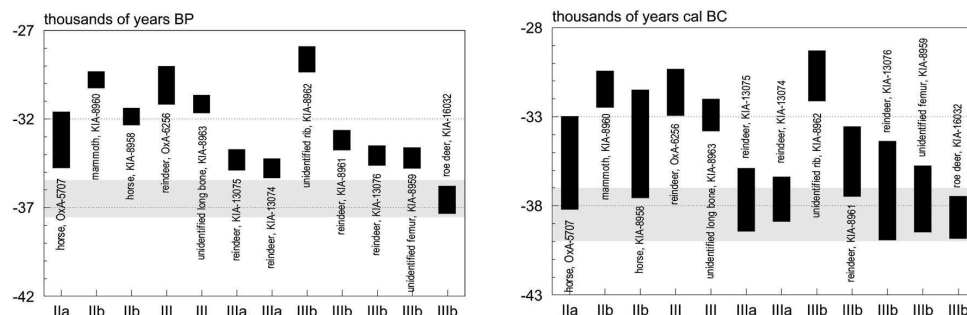 thousands of years BP
-27
-32
-37
-42
horse, OxA-5707
mammoth, KIA-8960
horse, KIA-8958
reindeer, OxA-6256
unidentified long bone, KIA-8963
reindeer, KIA-13075
reindeer, KIA-13074
unidentified rib, KIA-8962
reindeer, KIA-8961
reindeer, KIA-13076
unidentified femur, KIA-8959
roe deer, KIA-16032
IIa IIb IIb III III IIIa IIIa IIIb IIIb IIIb IIIb IIIb
thousands of years cal BC
-28
-33
-38
-43
horse, OxA-5707
mammoth, KIA-8960
horse, KIA-8958
reindeer, OxA-6256
unidentified long bone, KIA-8963
reindeer, KIA-13075
reindeer, KIA-13074
unidentified rib, KIA-8962
reindeer, KIA-8961
reindeer, KIA-13076
unidentified femur, KIA-8959
roe deer, KIA-16032
IIa IIb IIb III III IIIa IIIa IIIb IIIb IIIb IIIb IIIb